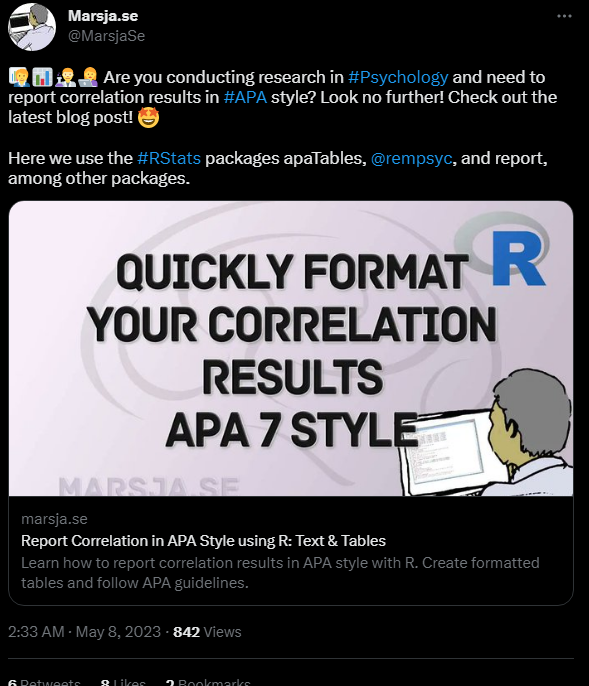 Marsja.se
@MarsjaSe
Are you conducting research in #Psychology and need to
report correlation results in #APA style? Look no further! Check out the
latest blog post!
Here we use the #RStats packages apaTables, @rempsyc, and report,
among other packages.
QUICKLY FORMAT
R
YOUR CORRELATION
RESULTS
APA 7 STYLE
MARSJA.SE
marsja.se
Report Correlation in APA Style using R: Text & Tables
Learn how to report correlation results in APA style with R. Create formatted
tables and follow APA guidelines.
2:33 AM · May 8, 2023 · 842 Views
6 Retweets 8 Likes 2 Bookmarks